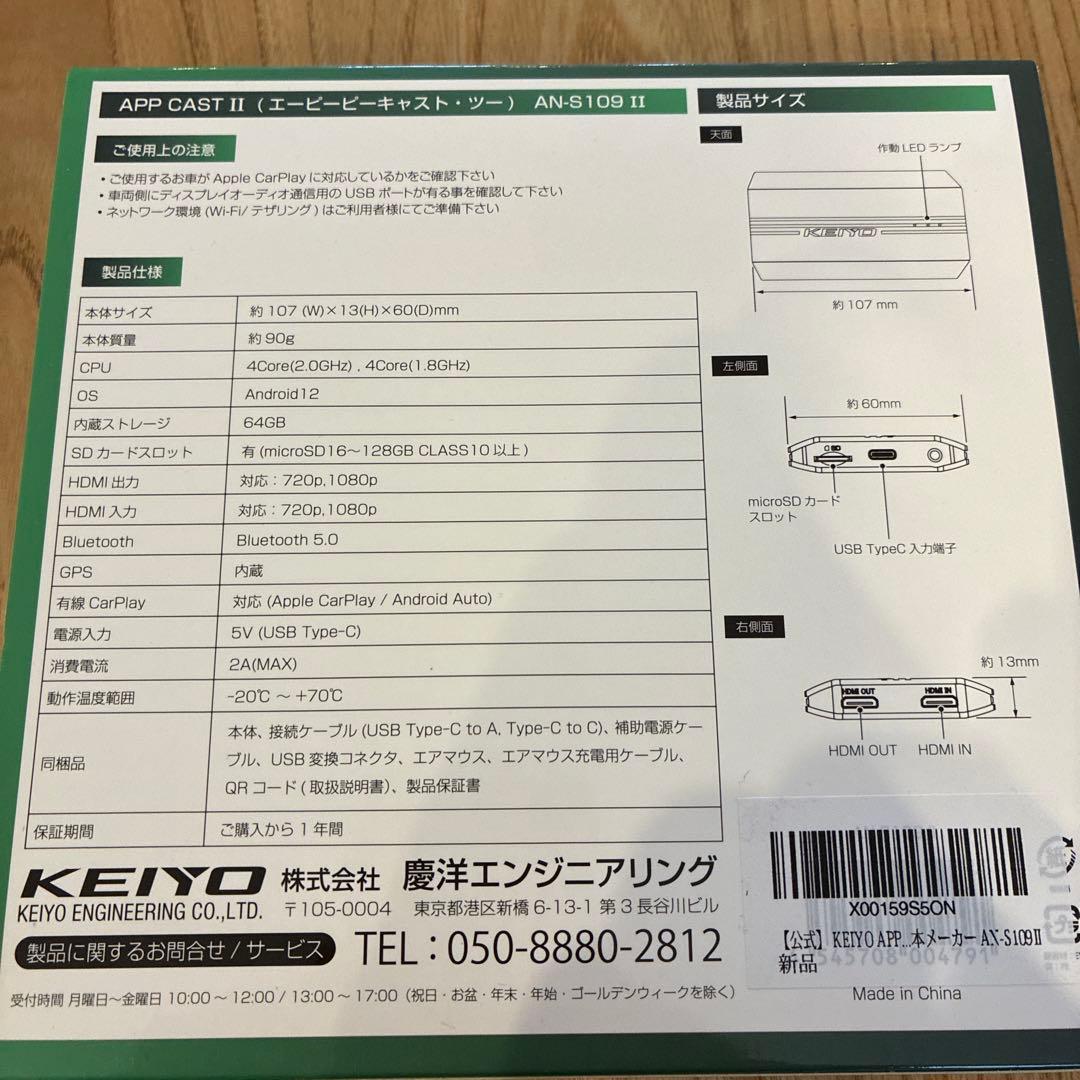 APP CAST II (エーピーピーキャスト・ツー) AN-S109 II
ご使用上の注意
・ご使用するお車が Apple CarPlay に対応しているかをご確認下さい
・車両側にディスプレイオーディオ通信用の USB ポートが有る事を確認して下さい
・ネットワーク環境 (Wi-Fi/ テザリング ) はご利用者様にてご準備下さい
製品仕様
本体サイズ 約 107 (W)×13(H)×60(D)mm
本体質量 約 90g
CPU 4Core(2.0GHz) , 4Core(1.8GHz)
OS Android12
内蔵ストレージ 64GB
SD カードスロット 有 (microSD16〜128GB CLASS10 以上 )
HDMI 出力 対応：720p,1080p
HDMI 入力 対応：720p,1080p
Bluetooth Bluetooth 5.0
GPS 内蔵
有線 CarPlay 対応 (Apple CarPlay / Android Auto)
電源入力 5V (USB Type-C)
消費電流 2A(MAX)
動作温度範囲 -20℃ 〜 +70℃
同梱品 本体、接続ケーブル (USB Type-C to A, Type-C to C)、補助電源ケー
ブル、USB 変換コネクタ、エアマウス、エアマウス充電用ケーブル、
QR コード ( 取扱説明書)、製品保証書
保証期間 ご購入から 1 年間
KEIYO 株式会社 慶洋エンジニアリング
KEIYO ENGINEERING CO.,LTD. 〒105-0004 東京都港区新橋 6-13-1 第 3 長谷川ビル
製品に関するお問合せ / サービス TEL：050-8880-2812
受付時間 月曜日〜金曜日 10:00 〜 12:00 / 13:00 〜 17:00（祝日・お盆・年末・年始・ゴールデンウィークを除く）
製品サイズ
天面
作動 LED ランプ
KEIYO
約 107 mm
左側面
約 60mm
SD
microSD カード
スロット
USB TypeC 入力端子
右側面
約 13mm
HDMI OUT HDMI IN
HDMI OUT HDMI IN
X00159S5ON
【公式】 KEIYO APP...本メーカー AN-S109Ⅱ
新品
545708 004791
Made in China